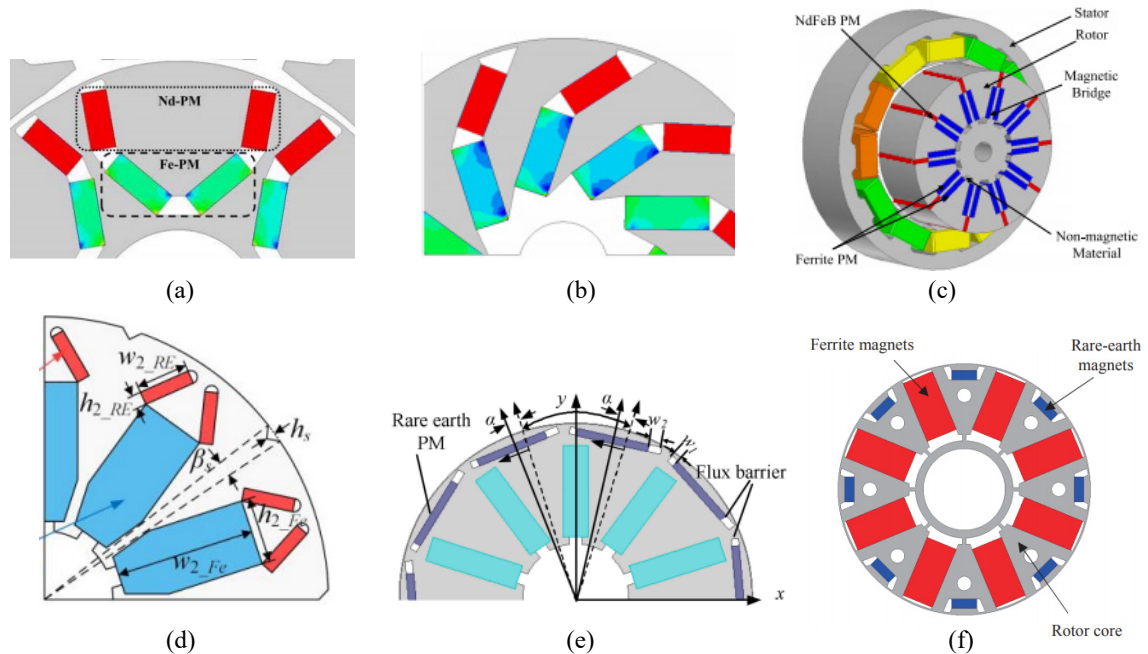 Nd-PM
Fe-PM
(a)
(b)
NdFeB PM
Stator
Rotor
Magnetic
Bridge
Non-magnetic
Material
Ferrite PM
(c)
w2_RE
h2_RE
hs
βs
h2_Fe
w2_Fe
(d)
Rare earth
PM
α
y
α
w2
w1
Flux barrier
x
(e)
Ferrite magnets
Rare-earth
magnets
Rotor core
(f)